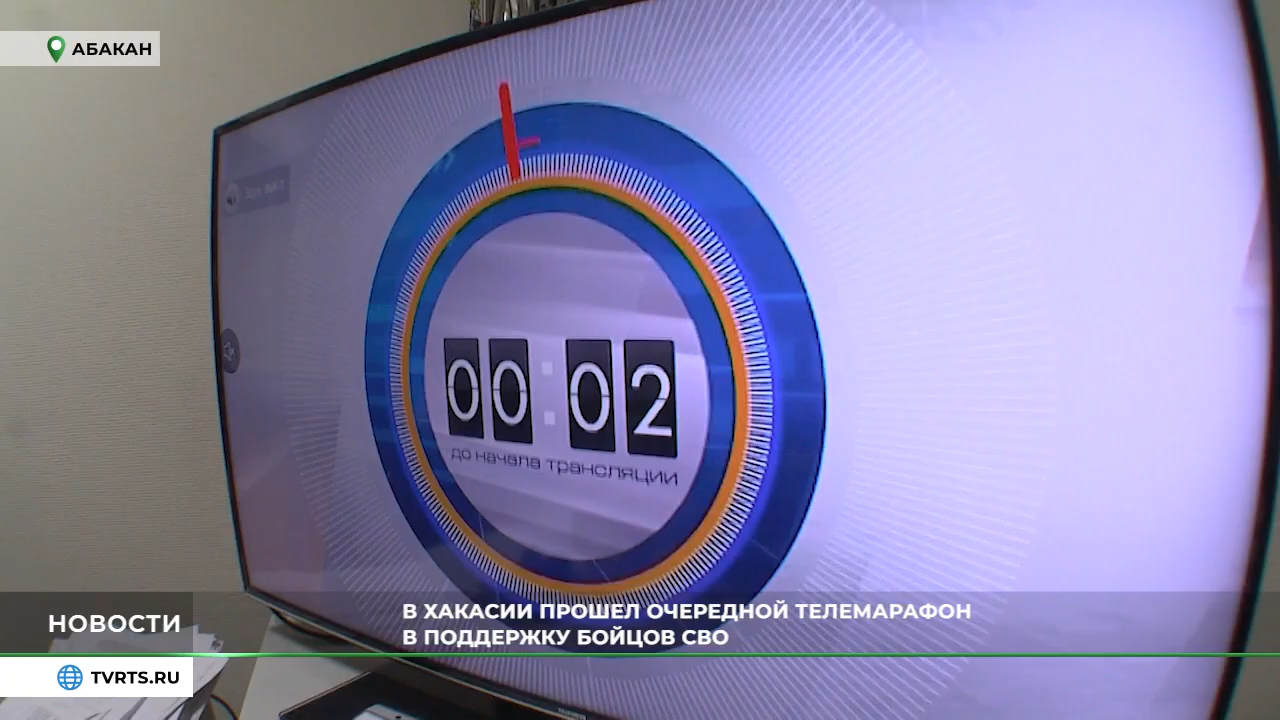 АБАКАН
00:02
до начала трансляции
НОВОСТИ
В ХАКАСИИ ПРОШЕЛ ОЧЕРЕДНОЙ ТЕЛЕМАРАФОН
В ПОДДЕРЖКУ БОЙЦОВ СВО
TVRTS.RU